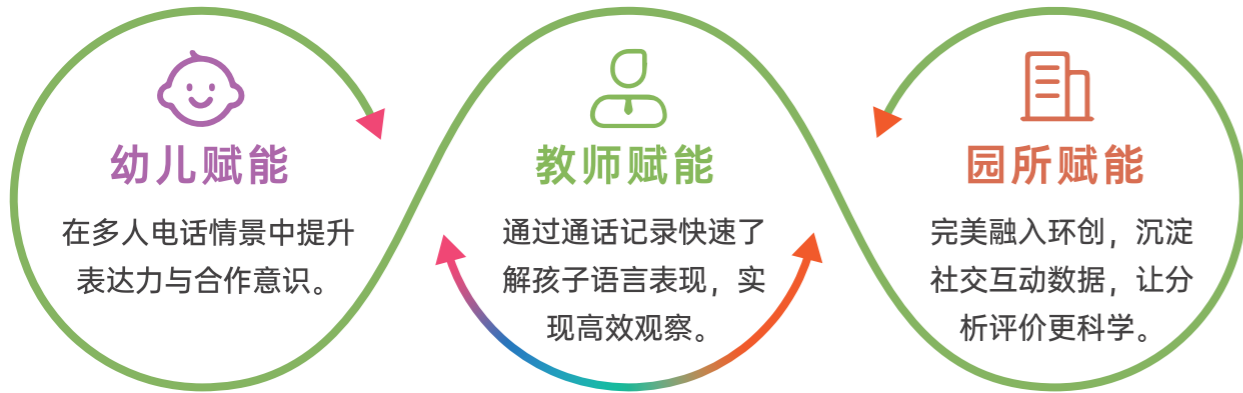 幼儿赋能
在多人电话情景中提升
表达力与合作意识。
教师赋能
通过通话记录快速了
解孩子语言表现，实
现高效观察。
园所赋能
完美融入环创，沉淀
社交互动数据，让分
析评价更科学。